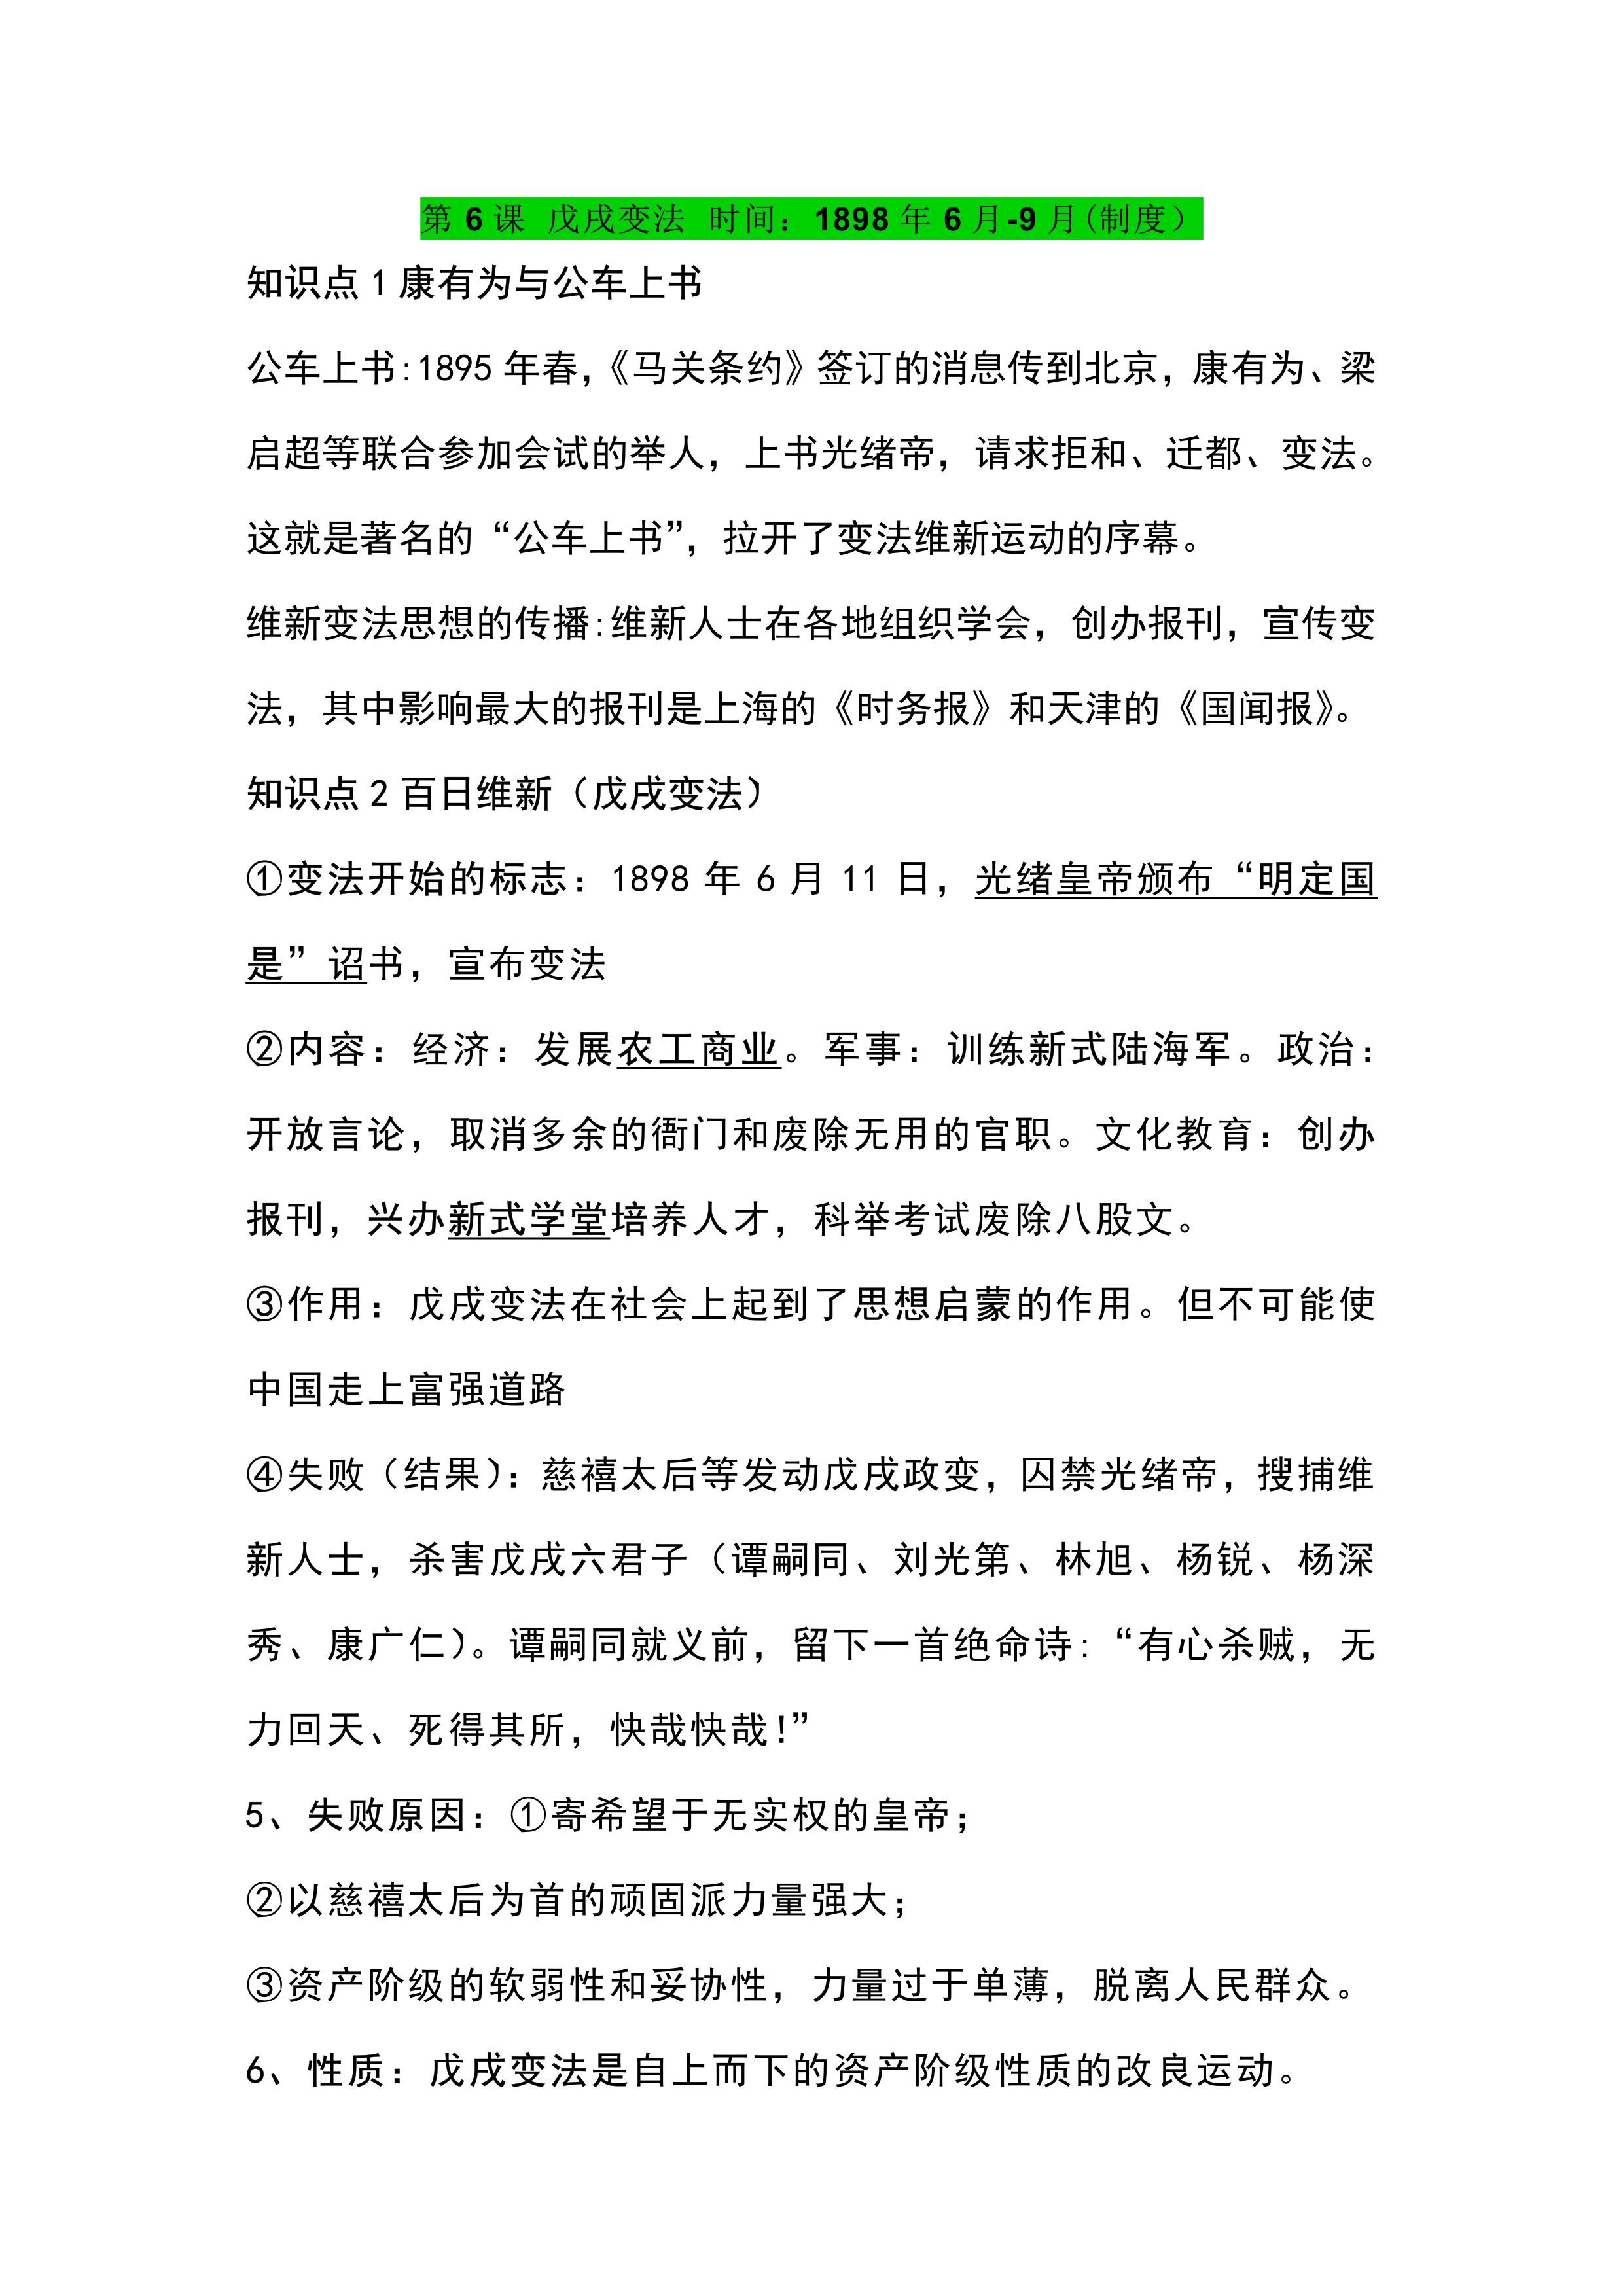 第 6 课 戊戌变法 时间：1898 年 6 月-9 月(制度）
知识点 1 康有为与公车上书
公车上书:1895 年春，《马关条约》签订的消息传到北京，康有为、梁
启超等联合参加会试的举人，上书光绪帝，请求拒和、迁都、变法。
这就是著名的“公车上书”，拉开了变法维新运动的序幕。
维新变法思想的传播:维新人士在各地组织学会，创办报刊，宣传变
法，其中影响最大的报刊是上海的《时务报》和天津的《国闻报》。
知识点 2 百日维新（戊戌变法）
①变法开始的标志：1898 年 6 月 11 日，光绪皇帝颁布“明定国
是”诏书，宣布变法
②内容：经济：发展农工商业。军事：训练新式陆海军。政治：
开放言论，取消多余的衙门和废除无用的官职。文化教育：创办
报刊，兴办新式学堂培养人才，科举考试废除八股文。
③作用：戊戌变法在社会上起到了思想启蒙的作用。但不可能使
中国走上富强道路
④失败（结果）：慈禧太后等发动戊戌政变，囚禁光绪帝，搜捕维
新人士，杀害戊戌六君子（谭嗣同、刘光第、林旭、杨锐、杨深
秀、康广仁）。谭嗣同就义前，留下一首绝命诗:“有心杀贼，无
力回天、死得其所，快哉快哉!”
5、失败原因：①寄希望于无实权的皇帝；
②以慈禧太后为首的顽固派力量强大；
③资产阶级的软弱性和妥协性，力量过于单薄，脱离人民群众。
6、性质：戊戌变法是自上而下的资产阶级性质的改良运动。